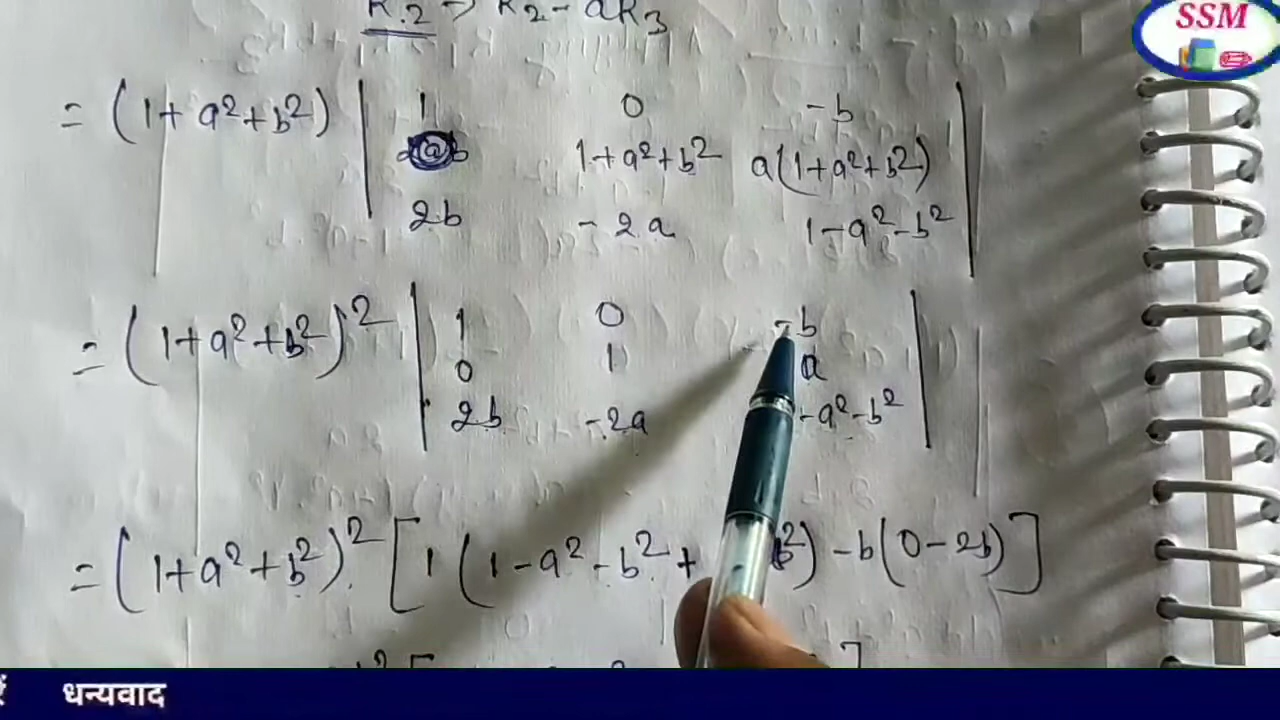 R2 → R2 - aR3
SSM
= (1+a²+b²) | 1 0 -b |
1+a²+b² a(1+a²+b²)
2b -2a 1-a²-b²
= (1+a²+b²)² | 1 0 -b |
0 1 a
2b -2a -a²-b²
= (1+a²+b²)² [1(1-a²-b²+ b²) -b(0-2b)]
धन्यवाद